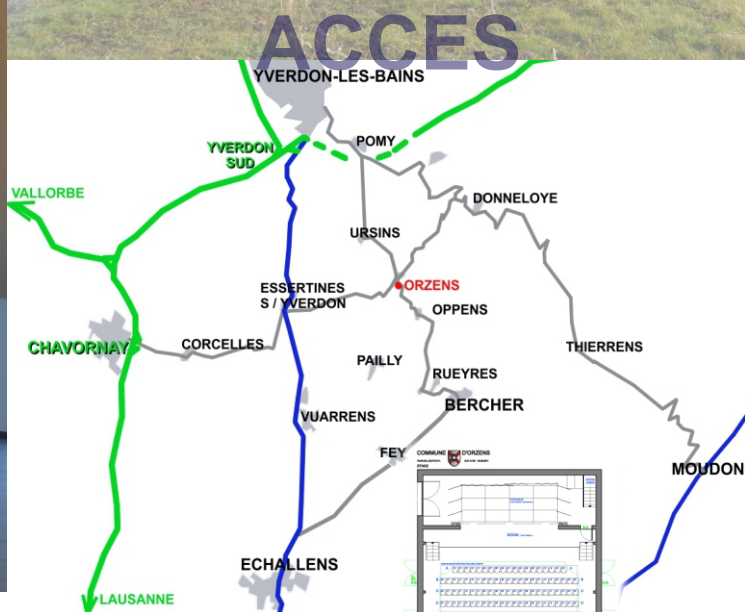 ACCES
YVERDON-LES-BAINS
POMY
YVERDON
SUD
VALLORBE
DONNELOYE
URSINS
ESSERTINES
S / YVERDON
ORZENS
OPPENS
CHAVORNAY
CORCELLES
THIERRENS
PAILLY
RUEYRES
BERCHER
VUARRENS
FEY
COMMUNE D'ORZENS
MOUDON
ECHALLENS
LAUSANNE